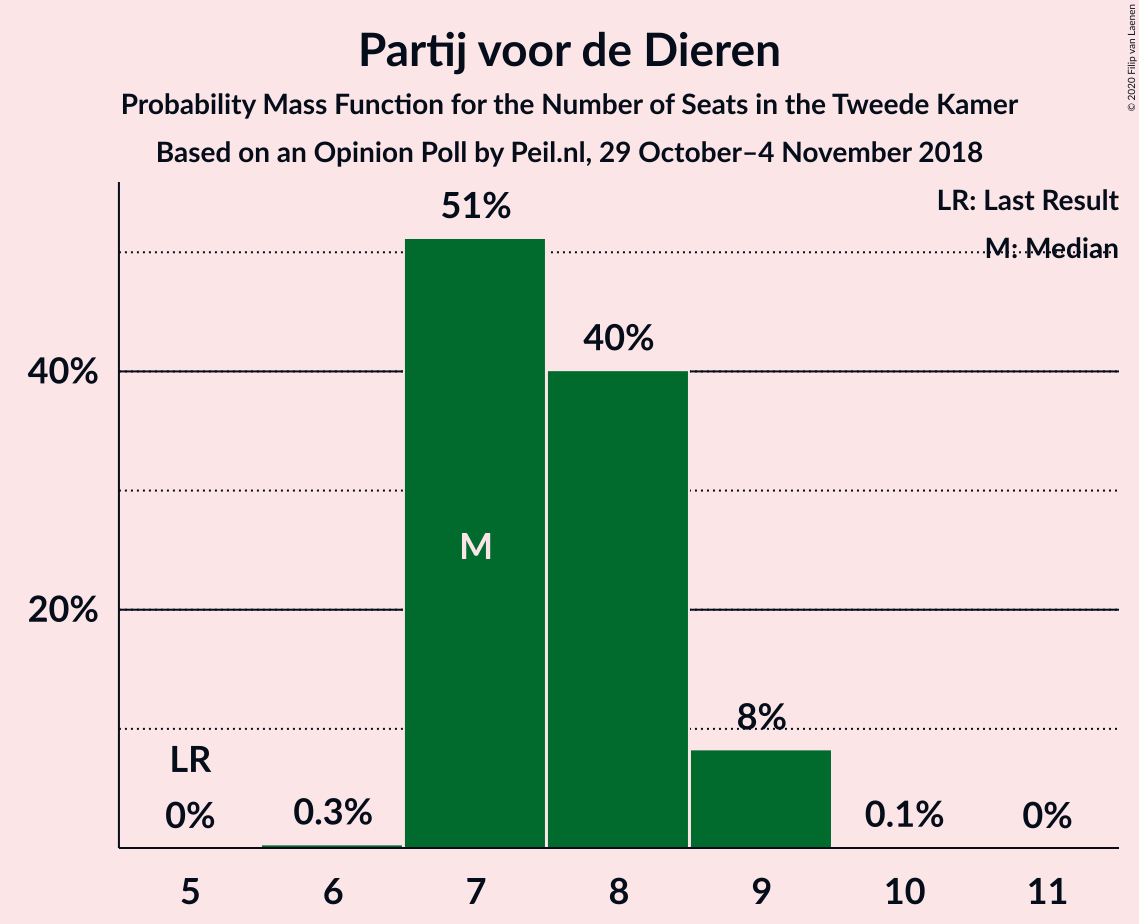 Partij voor de Dieren
Probability Mass Function for the Number of Seats in the Tweede Kamer
Based on an Opinion Poll by Peil.nl, 29 October–4 November 2018
© 2020 Filip van Laenen
LR: Last Result
M: Median
51%
40%
40%
M
20%
8%
LR
0%
0.3%
0.1%
0%
5 6 7 8 9 10 11